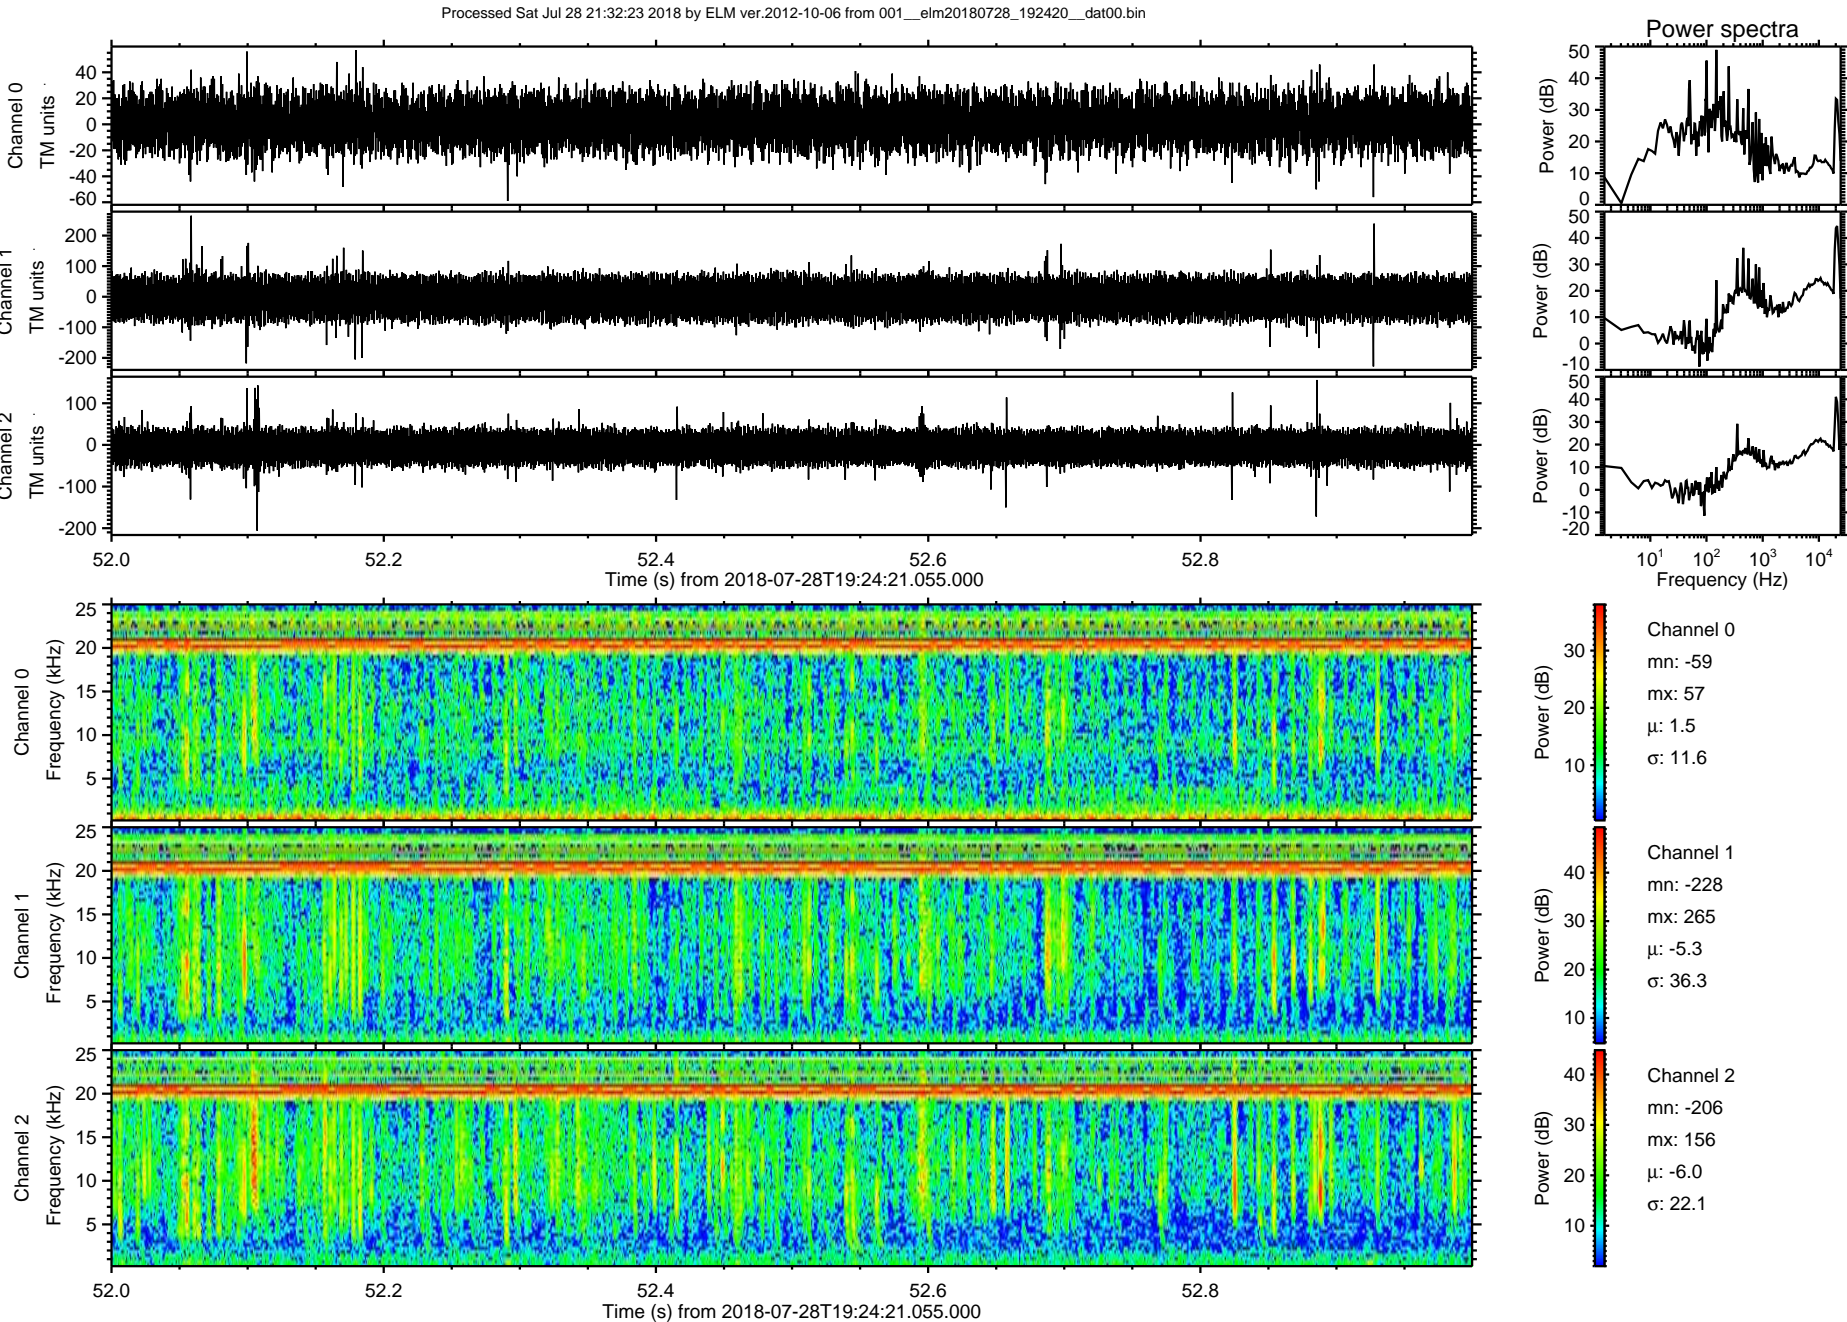 Processed Sat Jul 28 21:32:23 2018 by ELM ver.2012-10-06 from 001__elm20180728_192420__dat00.bin
Power spectra
Channel 0
TM units
40
20
0
-20
-40
-60
Power (dB)
50
40
30
20
10
0
Channel 1
TM units
200
100
0
-100
-200
Power (dB)
50
40
30
20
10
0
-10
Channel 2
TM units
100
0
-100
-200
Power (dB)
50
40
30
20
10
0
-10
-20
52.0 52.2 52.4 52.6 52.8
Time (s) from 2018-07-28T19:24:21.055.000
10^1 10^2 10^3 10^4
Frequency (Hz)
Channel 0
Frequency (kHz)
25
20
15
10
5
Power (dB)
30
20
10
Channel 0
mn: -59
mx: 57
μ: 1.5
σ: 11.6
Channel 1
Frequency (kHz)
25
20
15
10
5
Power (dB)
40
30
20
10
Channel 1
mn: -228
mx: 265
μ: -5.3
σ: 36.3
Channel 2
Frequency (kHz)
25
20
15
10
5
Power (dB)
40
30
20
10
Channel 2
mn: -206
mx: 156
μ: -6.0
σ: 22.1
52.0 52.2 52.4 52.6 52.8
Time (s) from 2018-07-28T19:24:21.055.000